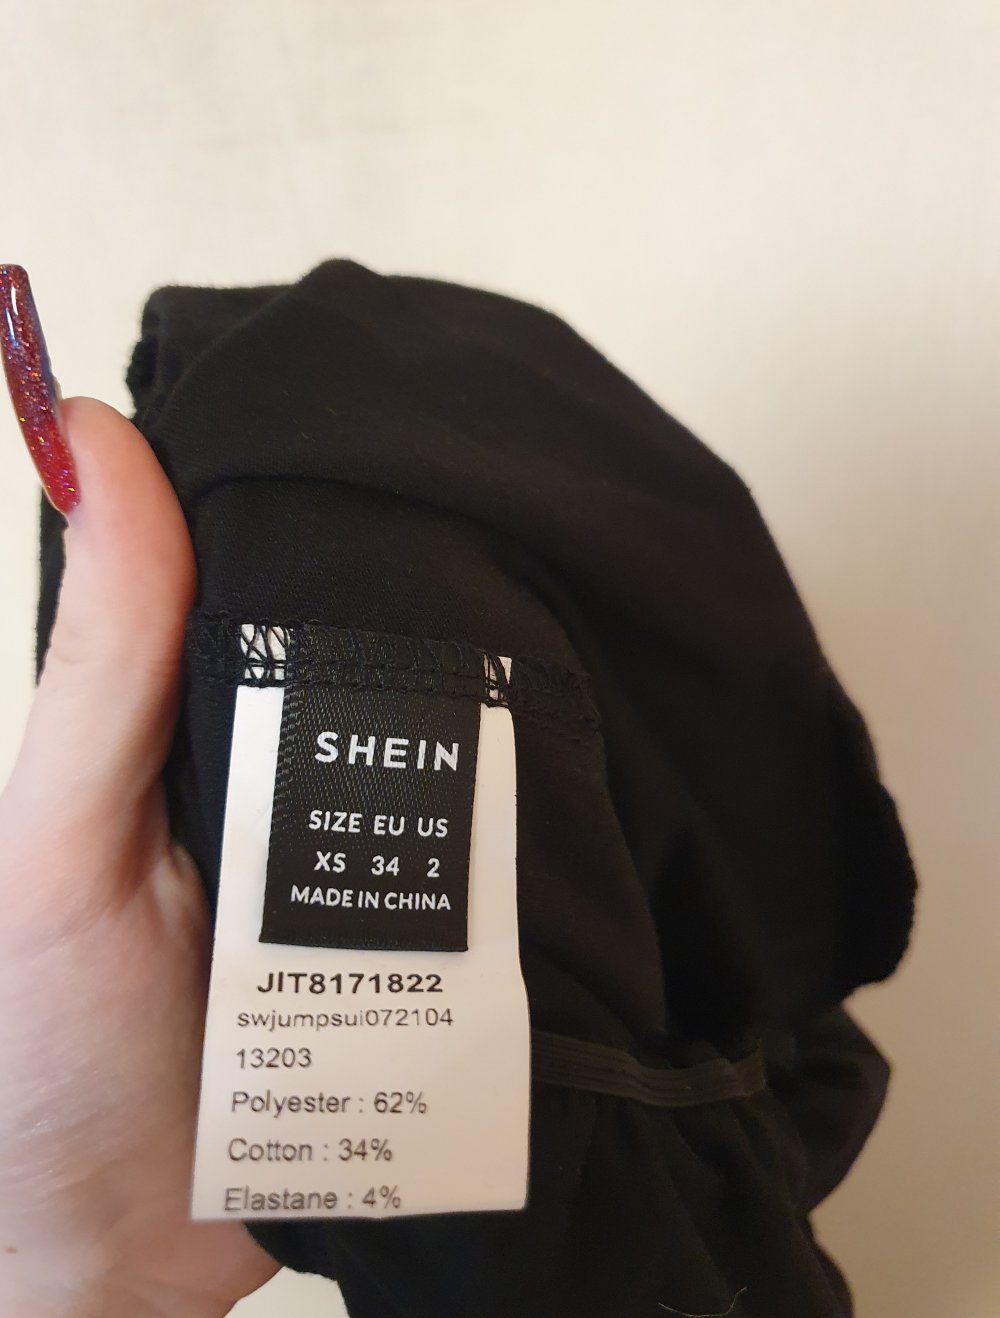 SHEIN
SIZE EU US
XS 34 2
MADE IN CHINA
JIT8171822
swjumpsui072104
13203
Polyester : 62%
Cotton : 34%
Elastane : 4%